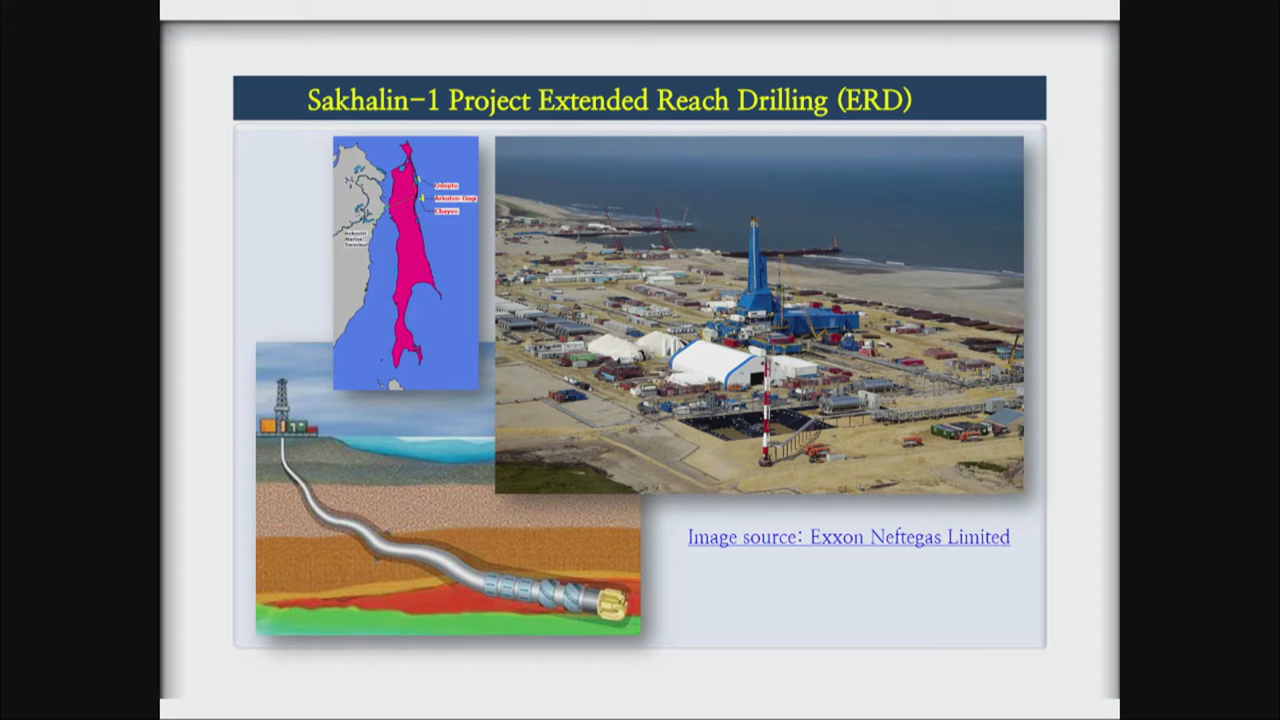 Sakhalin-1 Project Extended Reach Drilling (ERD)
Odoptu
Arkutun-Dagi
Chayvo
Image source: Exxon Neftegas Limited